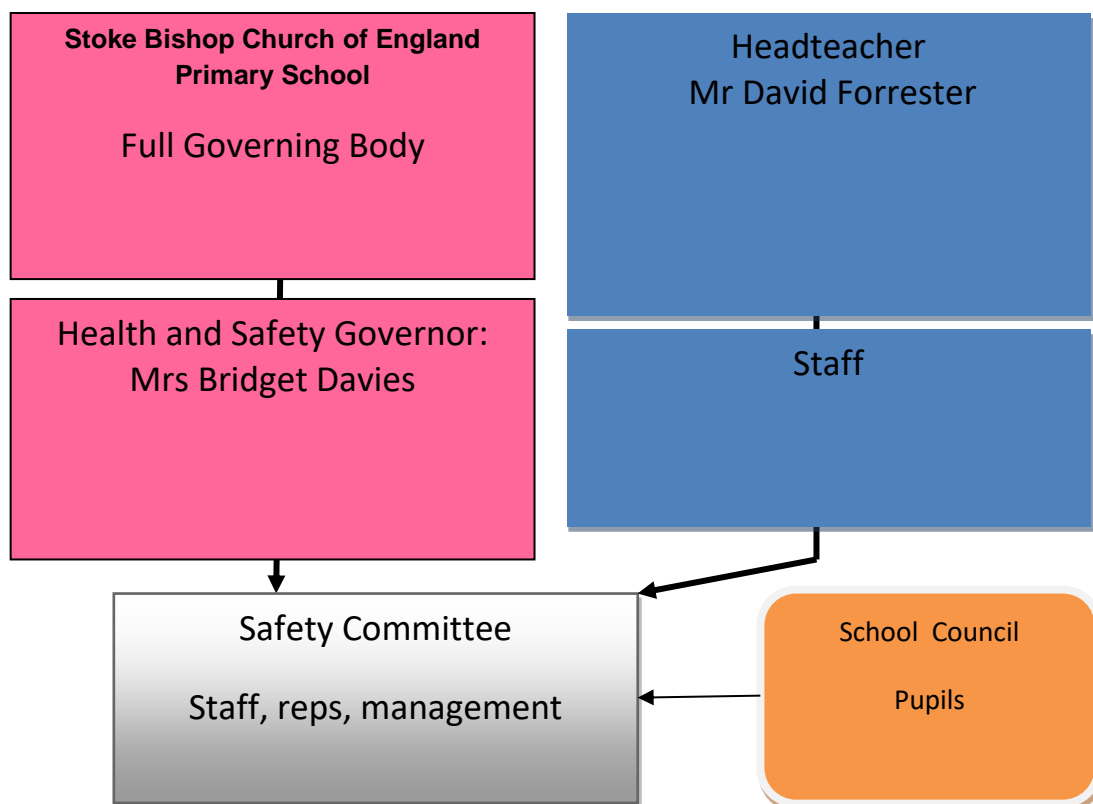 Stoke Bishop Church of England
Primary School
Full Governing Body
Headteacher
Mr David Forrester
Health and Safety Governor:
Mrs Bridget Davies
Staff
Safety Committee
Staff, reps, management
School Council
Pupils